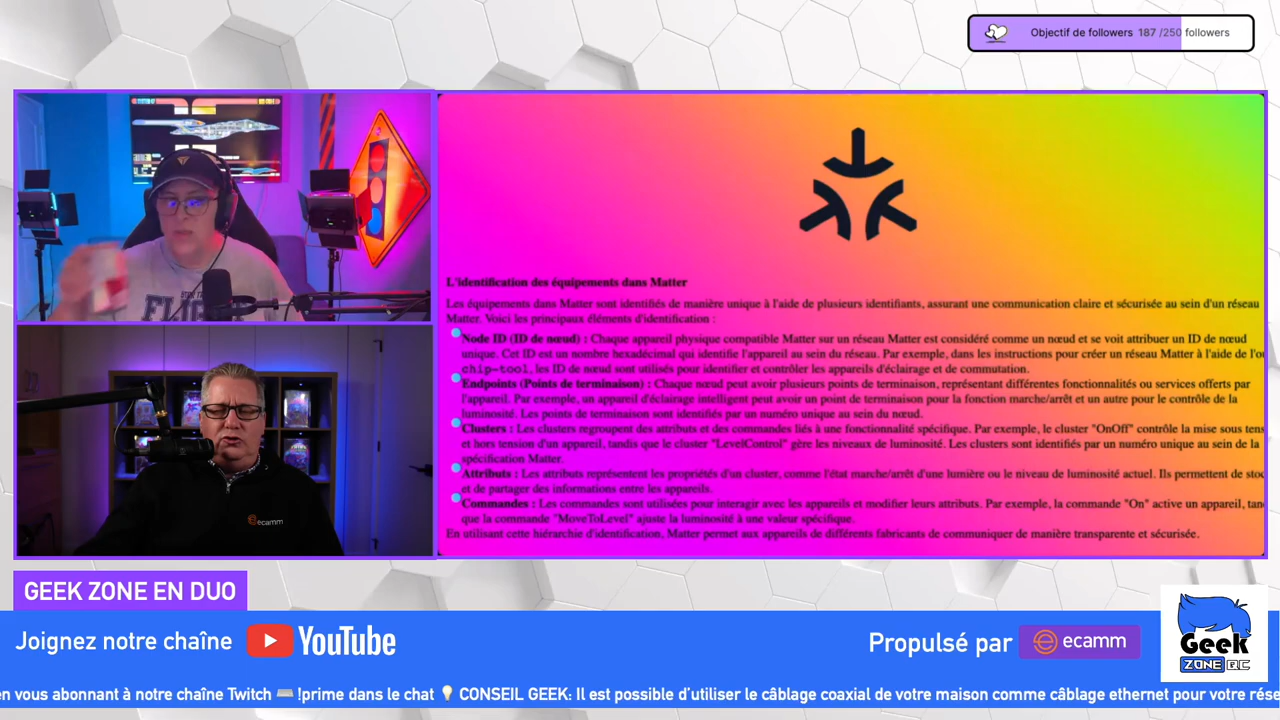 Objectif de followers 187 /250 followers
L'identification des équipements dans Matter
Les équipements dans Matter sont identifiés de manière unique à l'aide de plusieurs identifiants, assurant une communication claire et sécurisée au sein d'un réseau
Matter. Voici les principaux éléments d'identification :
Node ID (ID de nœud) : Chaque appareil physique compatible Matter sur un réseau Matter est considéré comme un nœud et se voit attribuer un ID de nœud
unique. Cet ID est un nombre hexadécimal qui identifie l'appareil au sein du réseau. Par exemple, dans les instructions pour créer un réseau Matter à l'aide de
chip-tool, les ID de nœud sont utilisés pour identifier et contrôler les appareils d'éclairage et de commutation.
Endpoints (Points de terminaison) : Chaque nœud peut avoir plusieurs points de terminaison, représentant différentes fonctionnalités ou services offerts par
l'appareil. Par exemple, un appareil d'éclairage intelligent peut avoir un point de terminaison pour la fonction marche/arrêt et un autre pour le contrôle de la
luminosité. Les points de terminaison sont identifiés par un numéro unique au sein du nœud.
Clusters : Les clusters regroupent des attributs et des commandes liés à une fonctionnalité spécifique. Par exemple, le cluster "OnOff" contrôle la mise sous tens
et hors tension d'un appareil, tandis que le cluster "LevelControl" gère les niveaux de luminosité. Les clusters sont identifiés par un numéro unique au sein de la
spécification Matter.
Attributs : Les attributs représentent les propriétés d'un cluster, comme l'état marche/arrêt d'une lumière ou le niveau de luminosité actuel. Ils permettent de stoc
et de partager des informations entre les appareils.
Commandes : Les commandes sont utilisées pour interagir avec les appareils et modifier leurs attributs. Par exemple, la commande "On" active un appareil, tand
que la commande "MoveToLevel" ajuste la luminosité à une valeur spécifique.
En utilisant cette hiérarchie d'identification, Matter permet aux appareils de différents fabricants de communiquer de manière transparente et sécurisée.
ecamm
GEEK ZONE EN DUO
Joignez notre chaîne YouTube
Propulsé par ecamm
Geek
ZONE QC
en vous abonnant à notre chaîne Twitch ⌨️ !prime dans le chat 💡 CONSEIL GEEK: Il est possible d'utiliser le câblage coaxial de votre maison comme câblage ethernet pour votre rése